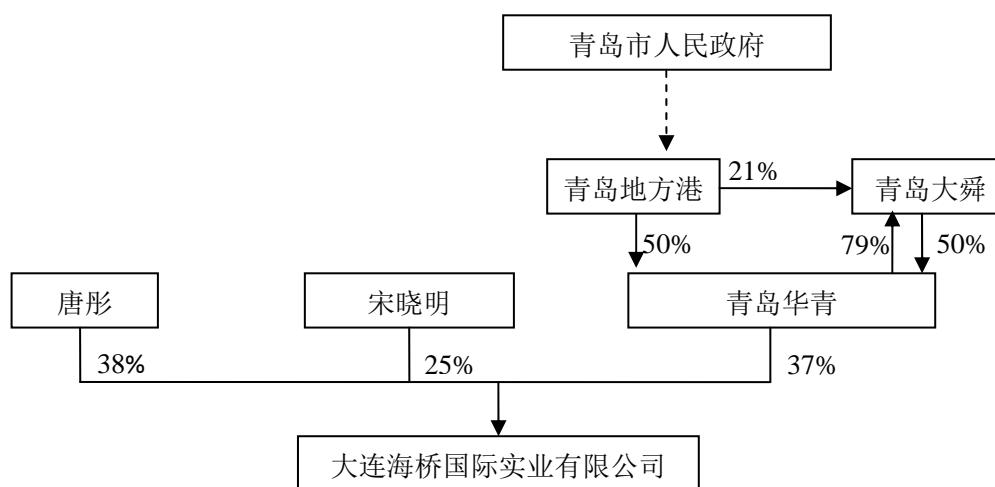 青岛市人民政府
青岛地方港
21%
青岛大舜
50%
79%
50%
唐彤
宋晓明
青岛华青
38%
25%
37%
大连海桥国际实业有限公司